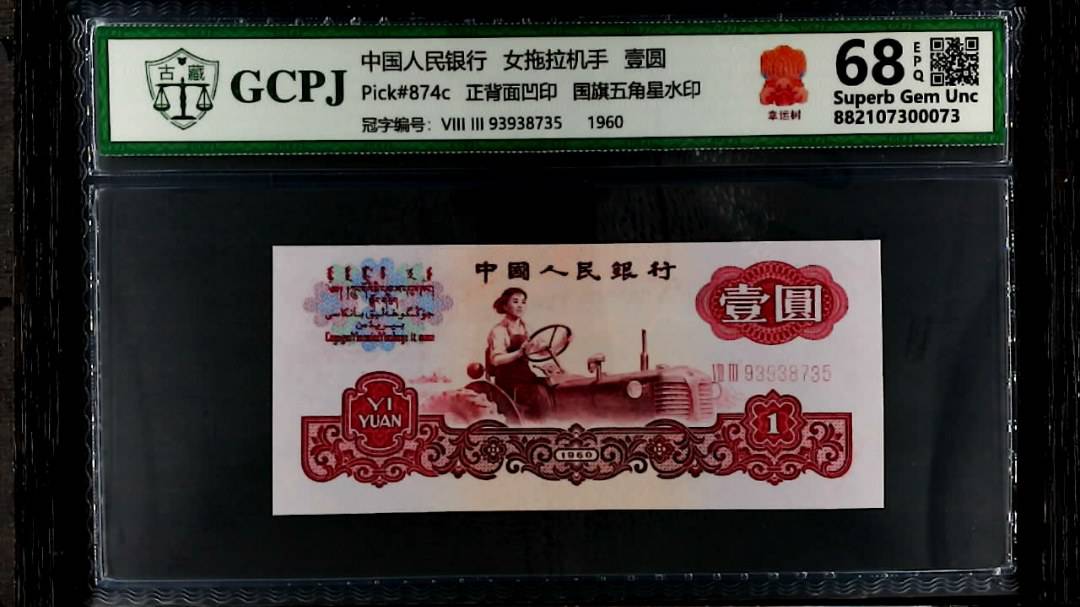 古 藏
GCPJ
中国人民银行 女拖拉机手 壹圆
Pick#874c 正背面凹印 国旗五角星水印
冠字编号: VIII III 93938735 1960
幸运树
68 EPQ
Superb Gem Unc
882107300073
中國人民銀行
壹圓
VIII III 93938735
YI
YUAN
1
1960